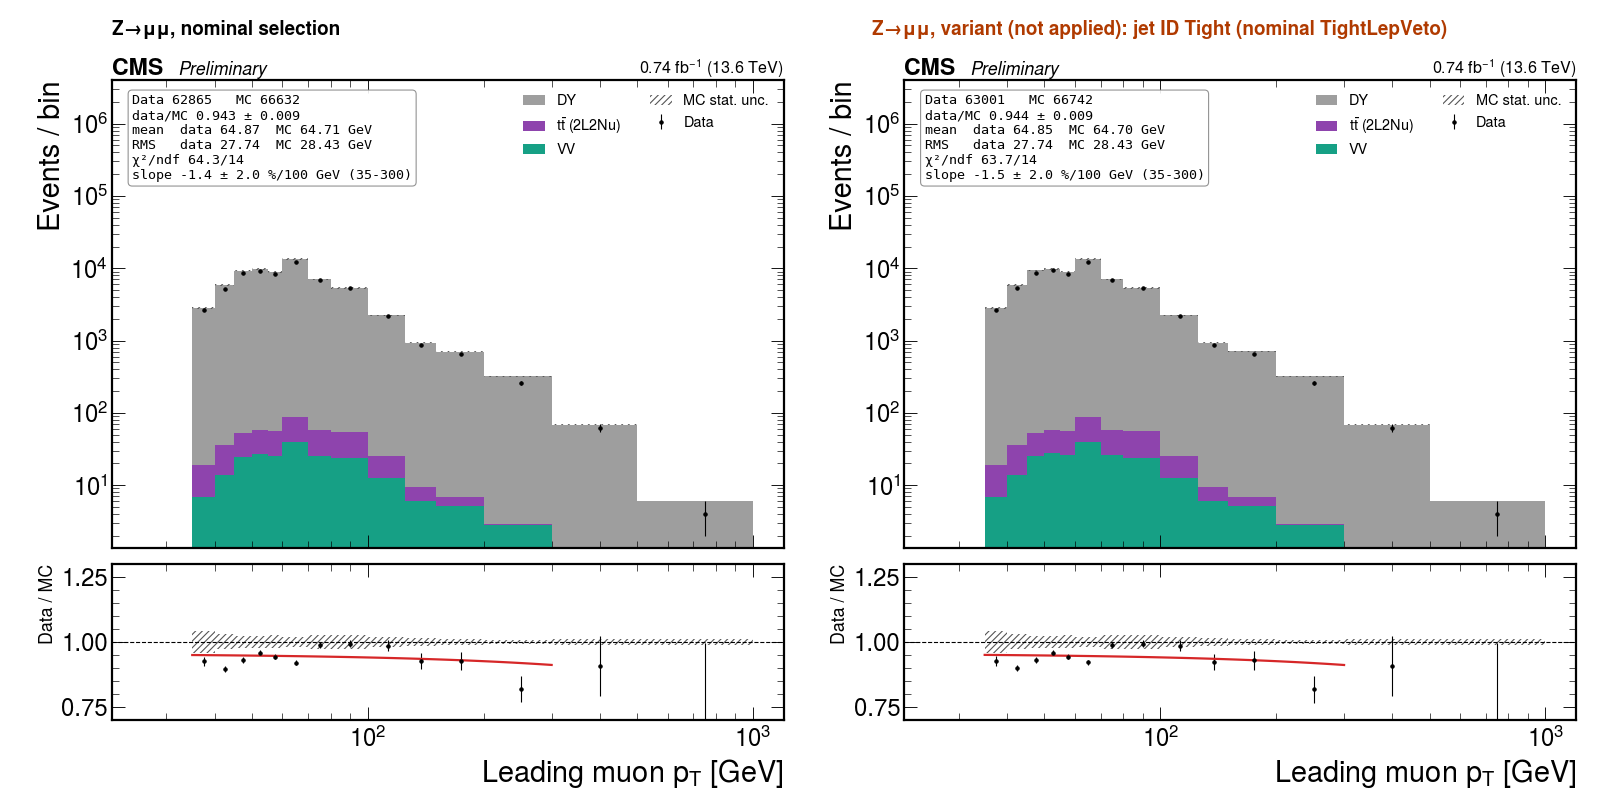 Z→μμ, nominal selection
CMS Preliminary 0.74 fb⁻¹ (13.6 TeV)
Data 62865 MC 66632
data/MC 0.943 ± 0.009
mean data 64.87 MC 64.71 GeV
RMS data 27.74 MC 28.43 GeV
χ²/ndf 64.3/14
slope -1.4 ± 2.0 %/100 GeV (35-300)
DY
tt̄ (2L2Nu)
VV
MC stat. unc.
Data
Events / bin
10⁶
10⁵
10⁴
10³
10²
10¹
Data / MC
1.25
1.00
0.75
10² 10³
Leading muon p_T [GeV]
Z→μμ, variant (not applied): jet ID Tight (nominal TightLepVeto)
CMS Preliminary 0.74 fb⁻¹ (13.6 TeV)
Data 63001 MC 66742
data/MC 0.944 ± 0.009
mean data 64.85 MC 64.70 GeV
RMS data 27.74 MC 28.43 GeV
χ²/ndf 63.7/14
slope -1.5 ± 2.0 %/100 GeV (35-300)
DY
tt̄ (2L2Nu)
VV
MC stat. unc.
Data
Events / bin
10⁶
10⁵
10⁴
10³
10²
10¹
Data / MC
1.25
1.00
0.75
10² 10³
Leading muon p_T [GeV]